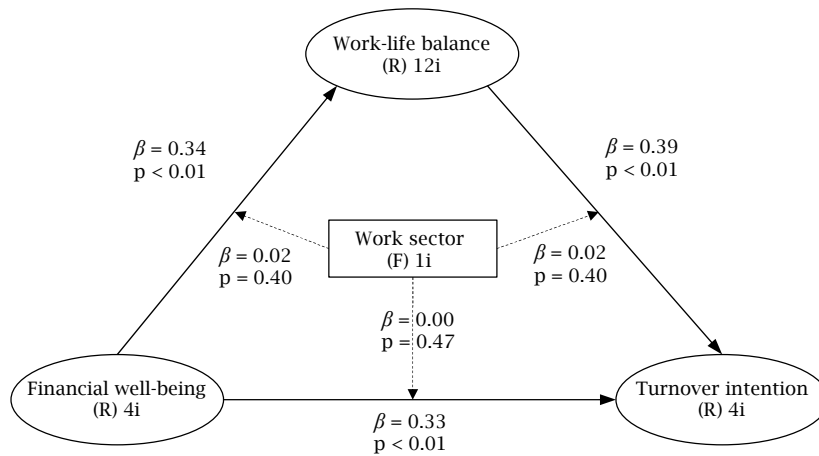 Work-life balance
(R) 12i
β = 0.34
p < 0.01
β = 0.39
p < 0.01
Work sector
(F) 1i
β = 0.02
p = 0.40
β = 0.02
p = 0.40
β = 0.00
p = 0.47
Financial well-being
(R) 4i
Turnover intention
(R) 4i
β = 0.33
p < 0.01